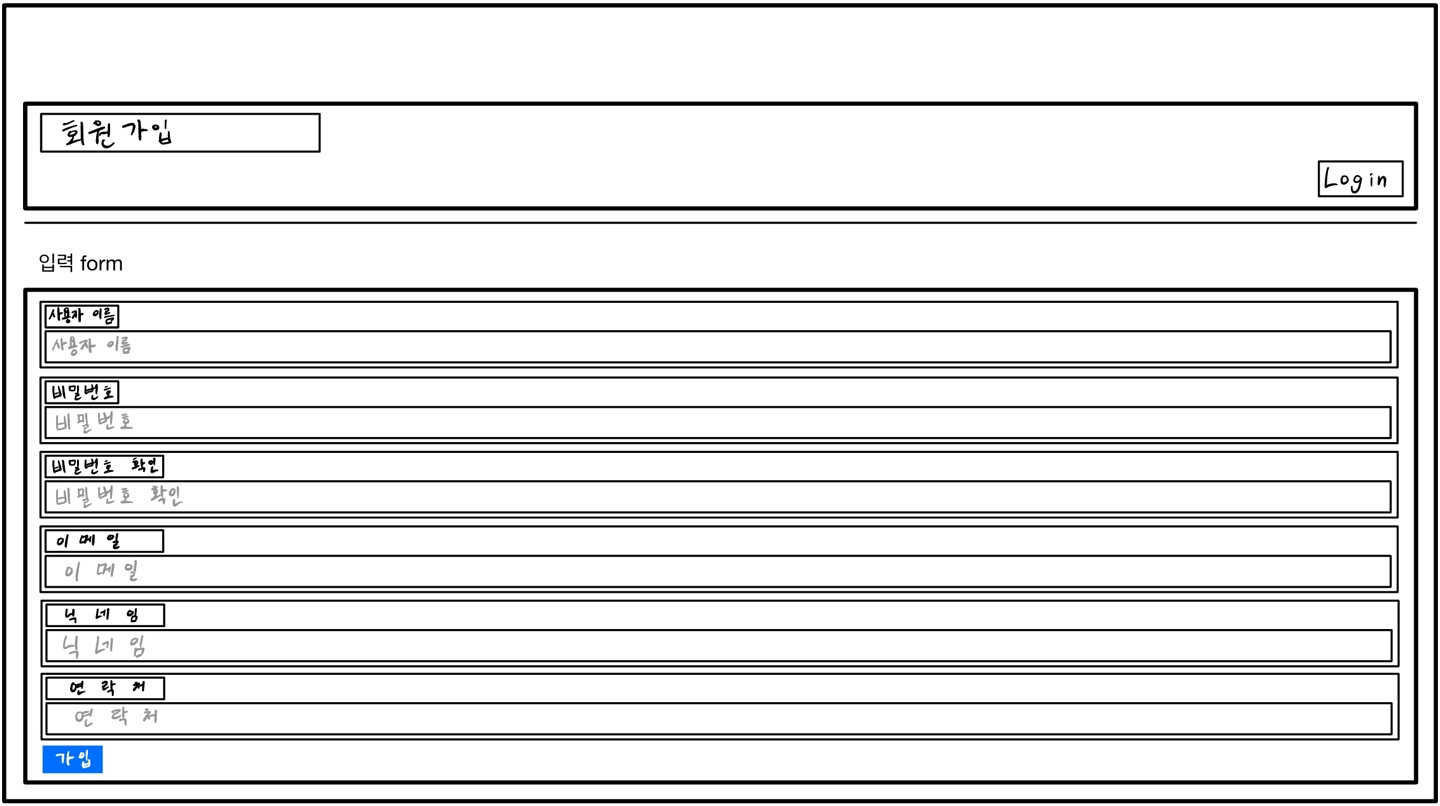 회원가입
Login
입력 form
사용자 이름
사용자 이름
비밀번호
비밀번호
비밀번호 확인
비밀번호 확인
이메일
이메일
닉네임
닉네임
연락처
연락처
가입